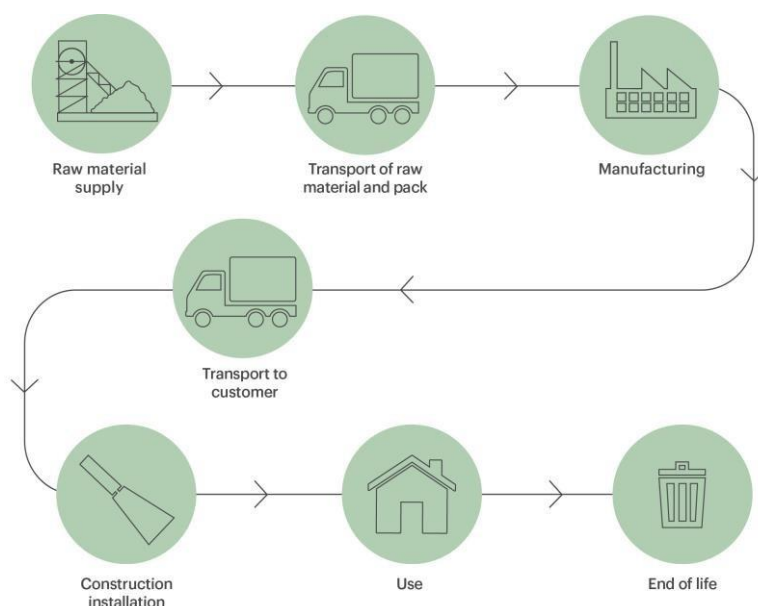 Raw material
supply
Transport of raw
material and pack
Manufacturing
Transport to
customer
Construction
installation
Use
End of life